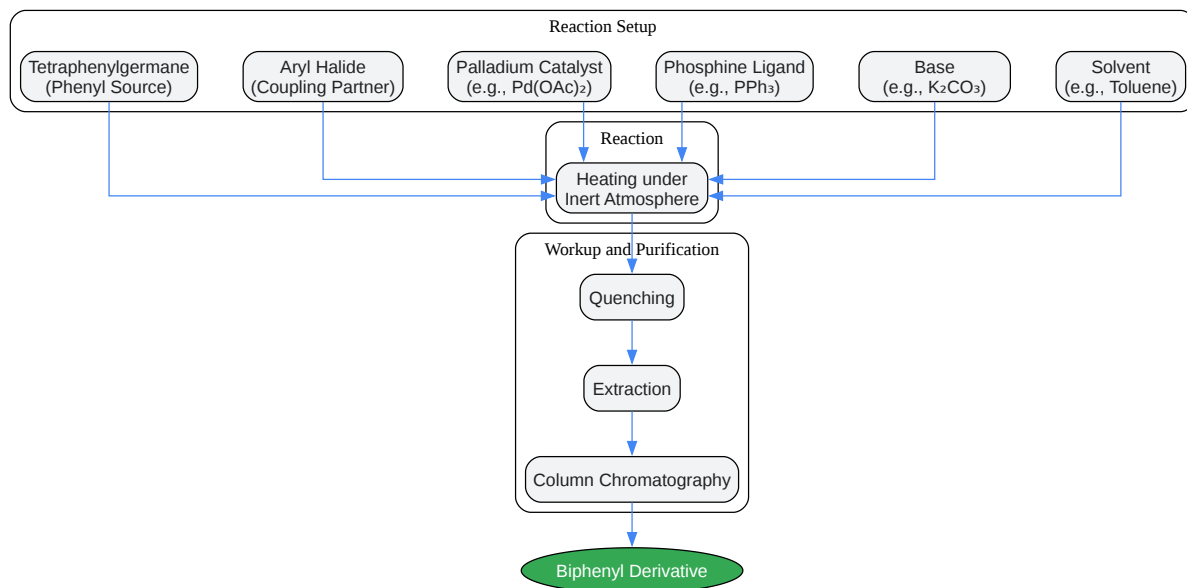 Reaction Setup
Tetraphenylgermane
(Phenyl Source)
Aryl Halide
(Coupling Partner)
Palladium Catalyst
(e.g., Pd(OAc)₂)
Phosphine Ligand
(e.g., PPh₃)
Base
(e.g., K₂CO₃)
Solvent
(e.g., Toluene)
Reaction
Heating under
Inert Atmosphere
Workup and Purification
Quenching
Extraction
Column Chromatography
Biphenyl Derivative